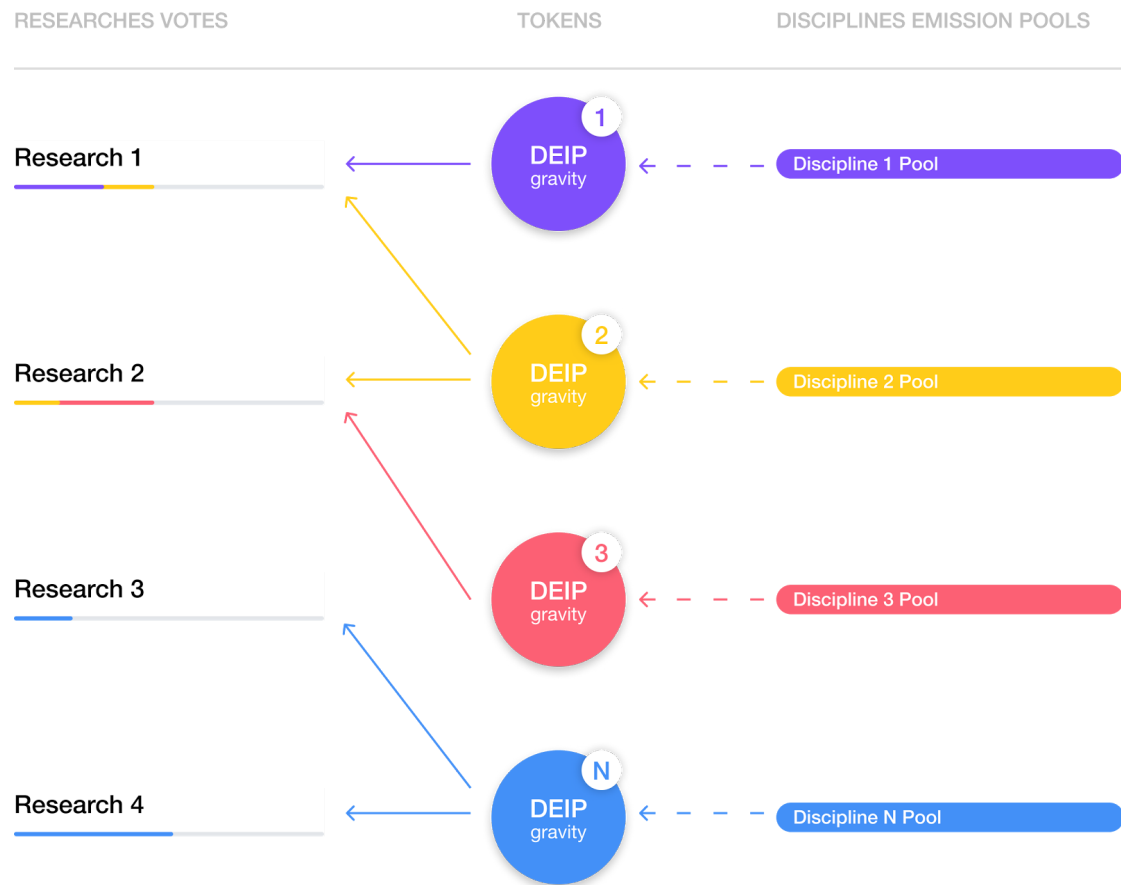 RESEARCHES VOTES
TOKENS
DISCIPLINES EMISSION POOLS
Research 1
1
DEIP
gravity
Discipline 1 Pool
Research 2
2
DEIP
gravity
Discipline 2 Pool
Research 3
3
DEIP
gravity
Discipline 3 Pool
Research 4
N
DEIP
gravity
Discipline N Pool